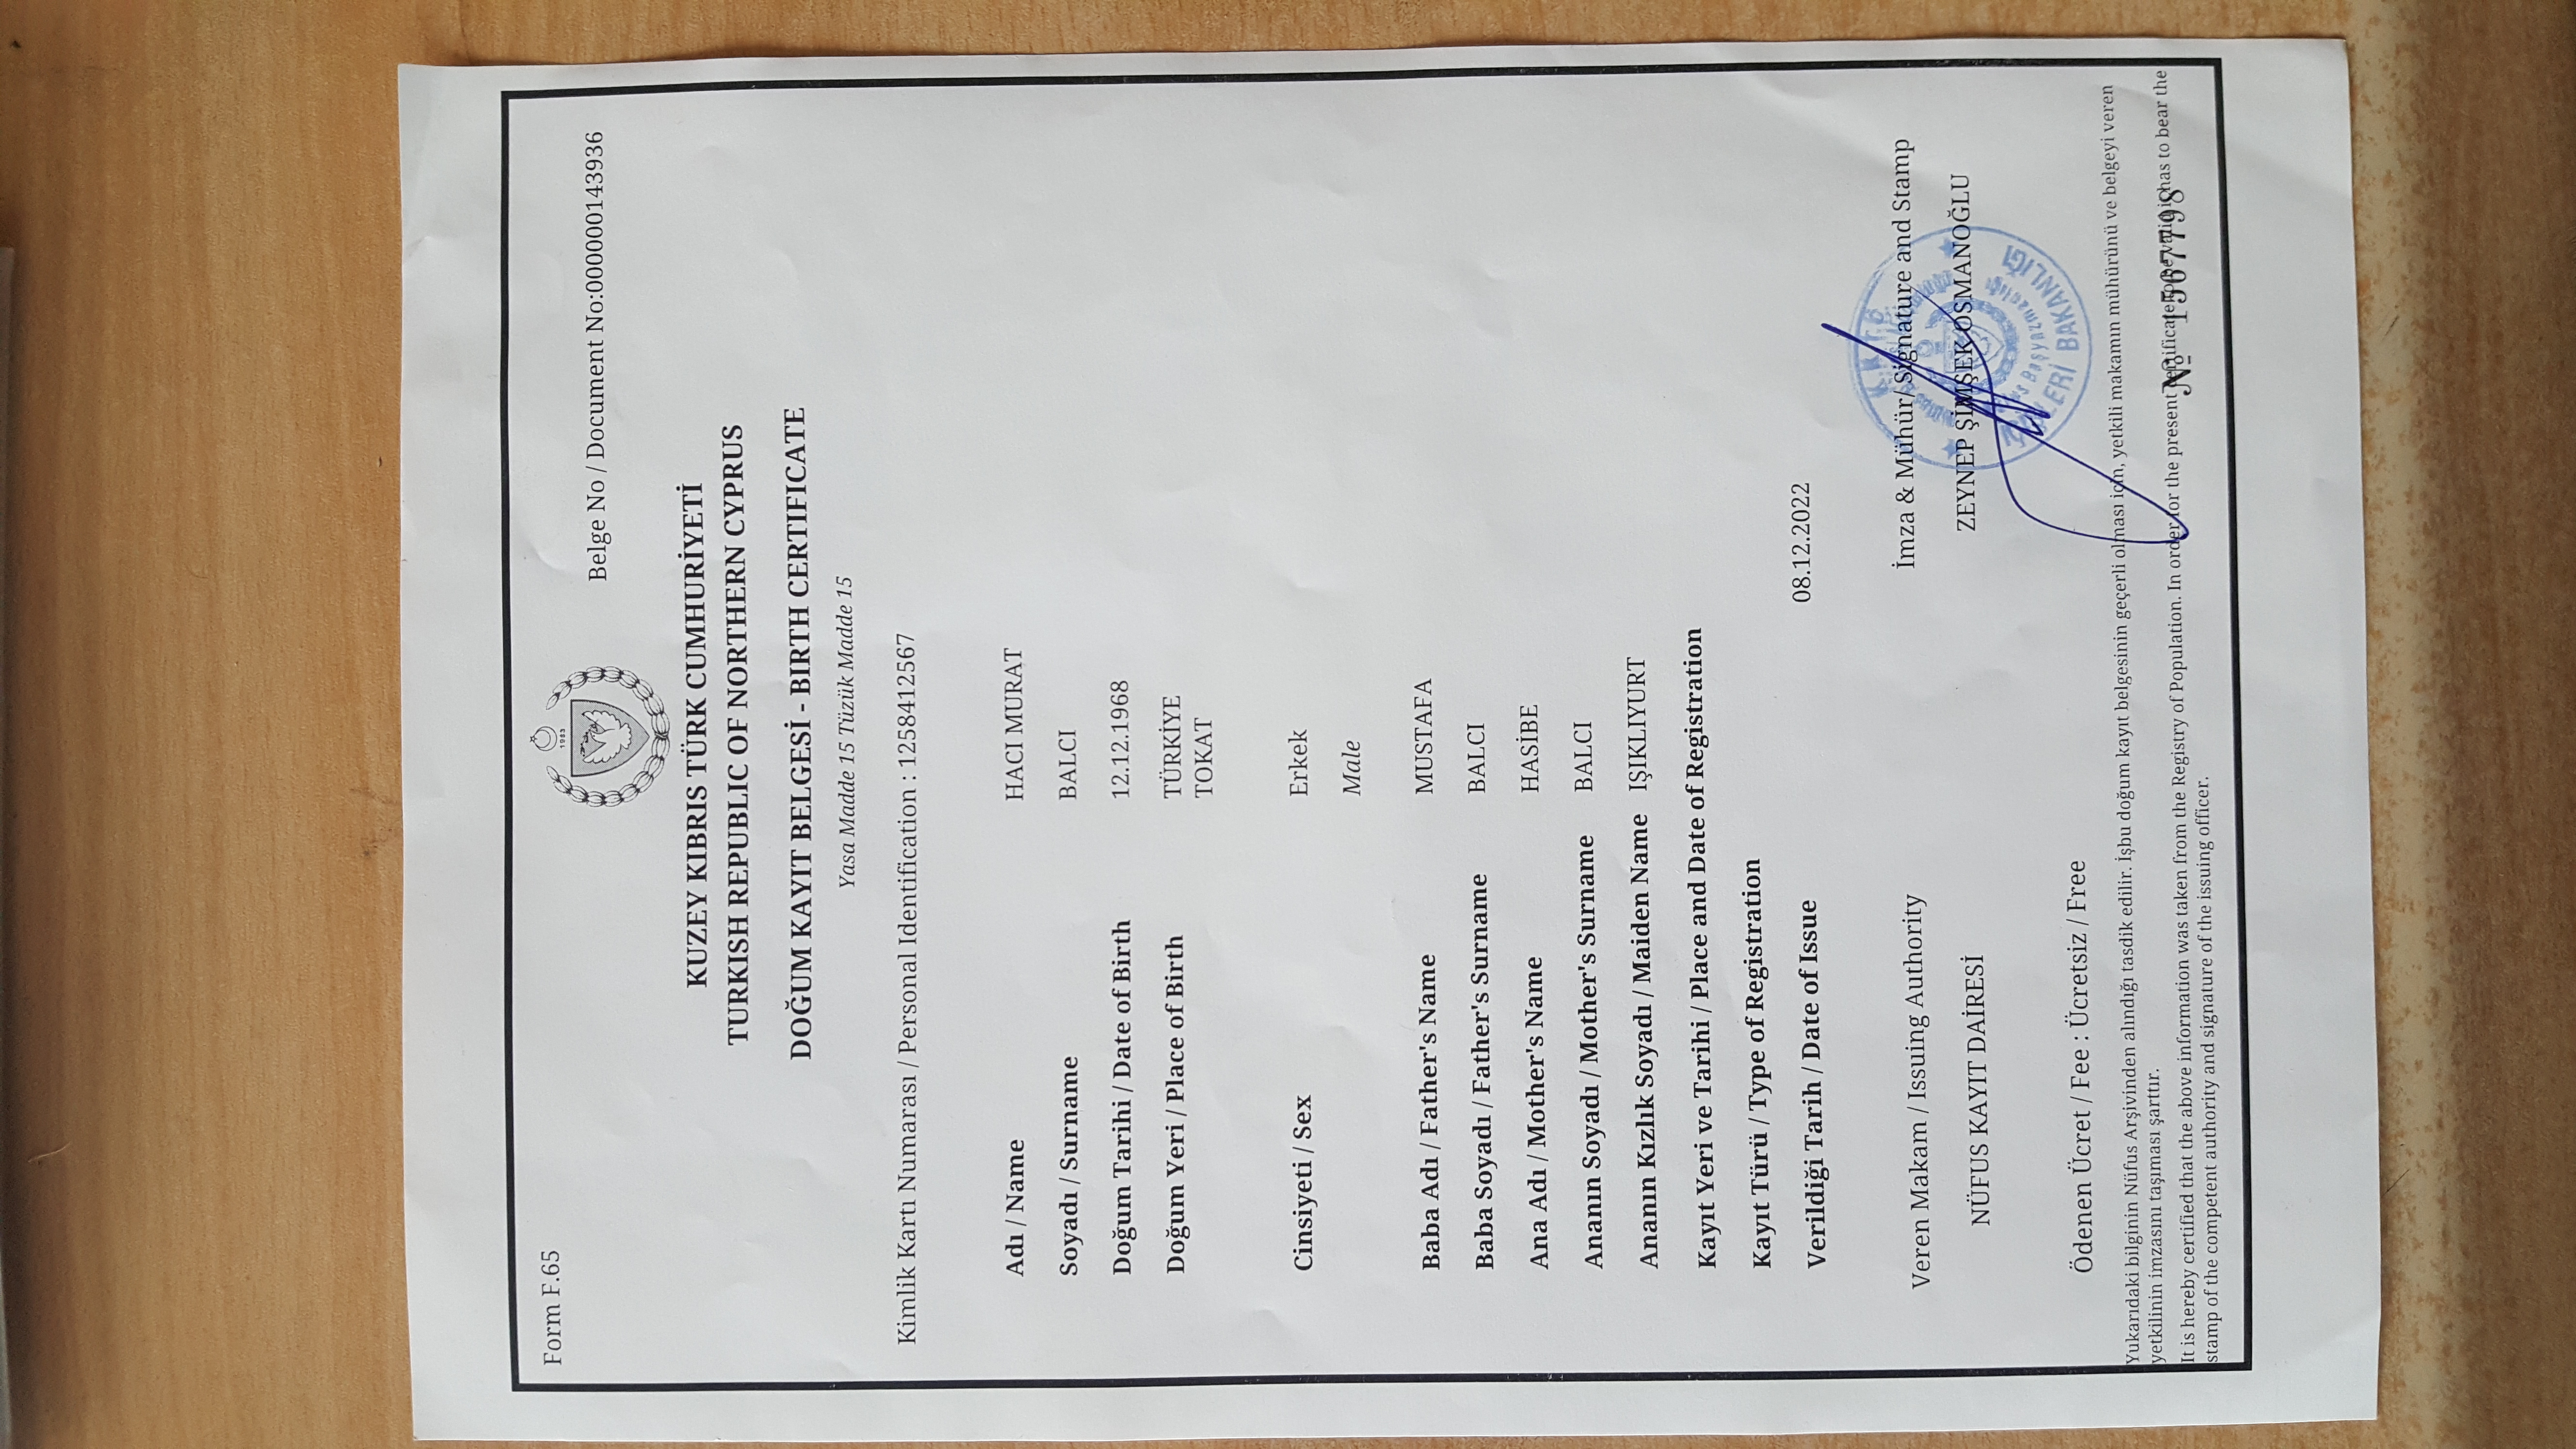 Form F.65
1983
Belge No / Document No:000000143936
KUZEY KIBRIS TÜRK CUMHURİYETİ
TURKISH REPUBLIC OF NORTHERN CYPRUS
DOĞUM KAYIT BELGESİ - BIRTH CERTIFICATE
Yasa Madde 15 Tüzük Madde 15
Kimlik Kartı Numarası / Personal Identification : 1258412567
Adı / Name HACI MURAT
Soyadı / Surname BALCI
Doğum Tarihi / Date of Birth 12.12.1968
Doğum Yeri / Place of Birth TÜRKİYE
TOKAT
Cinsiyeti / Sex Erkek
Male
Baba Adı / Father's Name MUSTAFA
Baba Soyadı / Father's Surname BALCI
Ana Adı / Mother's Name HASİBE
Ananın Soyadı / Mother's Surname BALCI
Ananın Kızlık Soyadı / Maiden Name IŞIKLIYURT
Kayıt Yeri ve Tarihi / Place and Date of Registration
Kayıt Türü / Type of Registration
Verildiği Tarih / Date of Issue 08.12.2022
Veren Makam / Issuing Authority
İmza & Mühür/ Signature and Stamp
NÜFUS KAYIT DAİRESİ
ZEYNEP ŞİMŞEK OSMANOĞLU
K.K.T.C
BAKANLIĞI
Ödenen Ücret / Fee : Ücretsiz / Free
Yukarıdaki bilginin Nüfus Arşivinden alındığı tasdik edilir. İşbu doğum kayıt belgesinin geçerli olması için, yetkili makamın mühürünü ve belgeyi veren
yetkilinin imzasını taşıması şarttır.
It is hereby certified that the above information was taken from the Registry of Population. In order for the present certificate to be valid it has to bear the
stamp of the competent authority and signature of the issuing officer.
№ 1567798